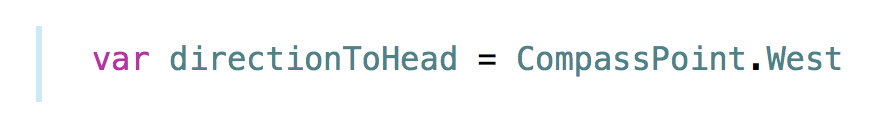 var directionToHead = CompassPoint.West